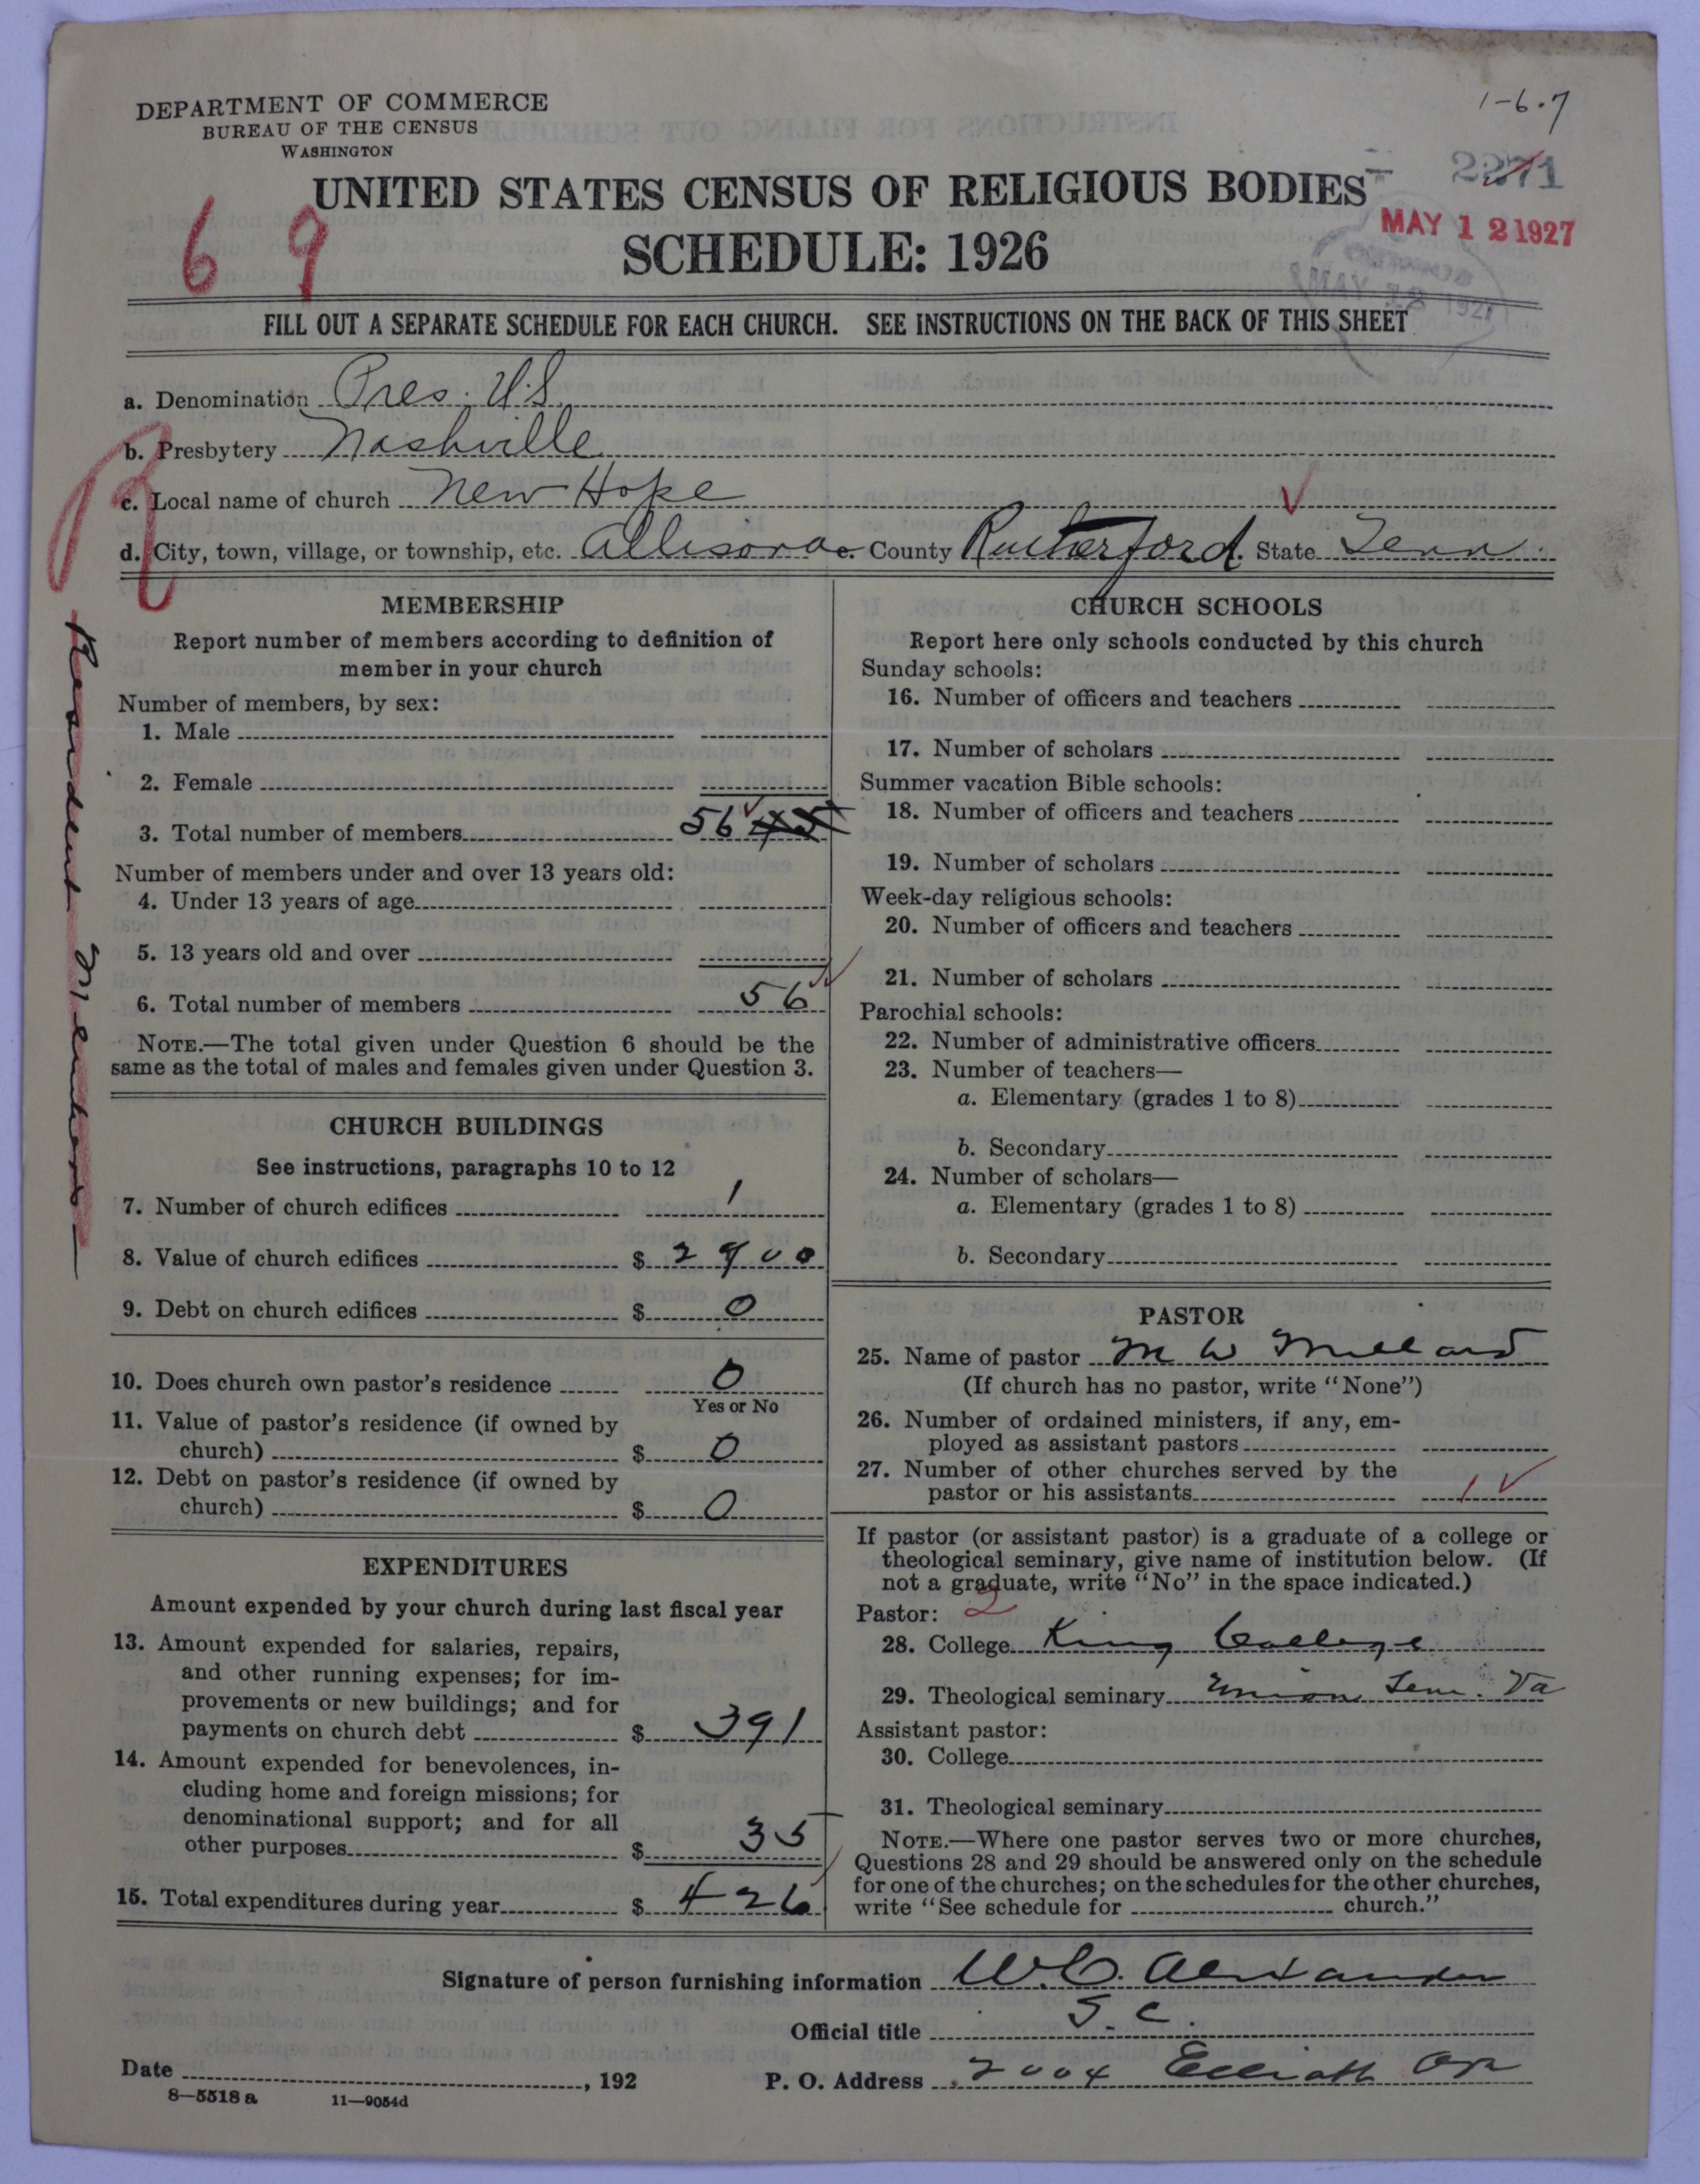 DEPARTMENT OF COMMERCE
BUREAU OF THE CENSUS
WASHINGTON
1-6.7
2271
UNITED STATES CENSUS OF RELIGIOUS BODIES
MAY 12 1927
SCHEDULE: 1926
69
FILL OUT A SEPARATE SCHEDULE FOR EACH CHURCH. SEE INSTRUCTIONS ON THE BACK OF THIS SHEET
a. Denomination Pres. U.S.
b. Presbytery Nashville
c. Local name of church New Hope
d. City, town, village, or township, etc. Allisona e. County Rutherford State Tenn.
Resident Members
MEMBERSHIP
Report number of members according to definition of
member in your church
Number of members, by sex:
1. Male
2. Female
3. Total number of members 56 45
Number of members under and over 13 years old:
4. Under 13 years of age
5. 13 years old and over
6. Total number of members 56
NOTE.—The total given under Question 6 should be the
same as the total of males and females given under Question 3.
CHURCH BUILDINGS
See instructions, paragraphs 10 to 12
7. Number of church edifices 1
8. Value of church edifices $ 2900
9. Debt on church edifices $ 0
10. Does church own pastor's residence 0
Yes or No
11. Value of pastor's residence (if owned by
church) $ 0
12. Debt on pastor's residence (if owned by
church) $ 0
EXPENDITURES
Amount expended by your church during last fiscal year
13. Amount expended for salaries, repairs,
and other running expenses; for im-
provements or new buildings; and for
payments on church debt $ 391
14. Amount expended for benevolences, in-
cluding home and foreign missions; for
denominational support; and for all
other purposes $ 35
15. Total expenditures during year $ 426
CHURCH SCHOOLS
Report here only schools conducted by this church
Sunday schools:
16. Number of officers and teachers
17. Number of scholars
Summer vacation Bible schools:
18. Number of officers and teachers
19. Number of scholars
Week-day religious schools:
20. Number of officers and teachers
21. Number of scholars
Parochial schools:
22. Number of administrative officers
23. Number of teachers—
a. Elementary (grades 1 to 8)
b. Secondary
24. Number of scholars—
a. Elementary (grades 1 to 8)
b. Secondary
PASTOR
25. Name of pastor M W Millard
(If church has no pastor, write "None")
26. Number of ordained ministers, if any, em-
ployed as assistant pastors
27. Number of other churches served by the
pastor or his assistants 1
If pastor (or assistant pastor) is a graduate of a college or
theological seminary, give name of institution below. (If
not a graduate, write "No" in the space indicated.)
Pastor: 2
28. College King College
29. Theological seminary Union Sem. Va
Assistant pastor:
30. College
31. Theological seminary
NOTE.—Where one pastor serves two or more churches,
Questions 28 and 29 should be answered only on the schedule
for one of the churches; on the schedules for the other churches,
write "See schedule for church."
Signature of person furnishing information W.C. Alexander
Official title S.C.
Date , 192 P. O. Address 2004 Elliott
8—5518 a 11—9054d